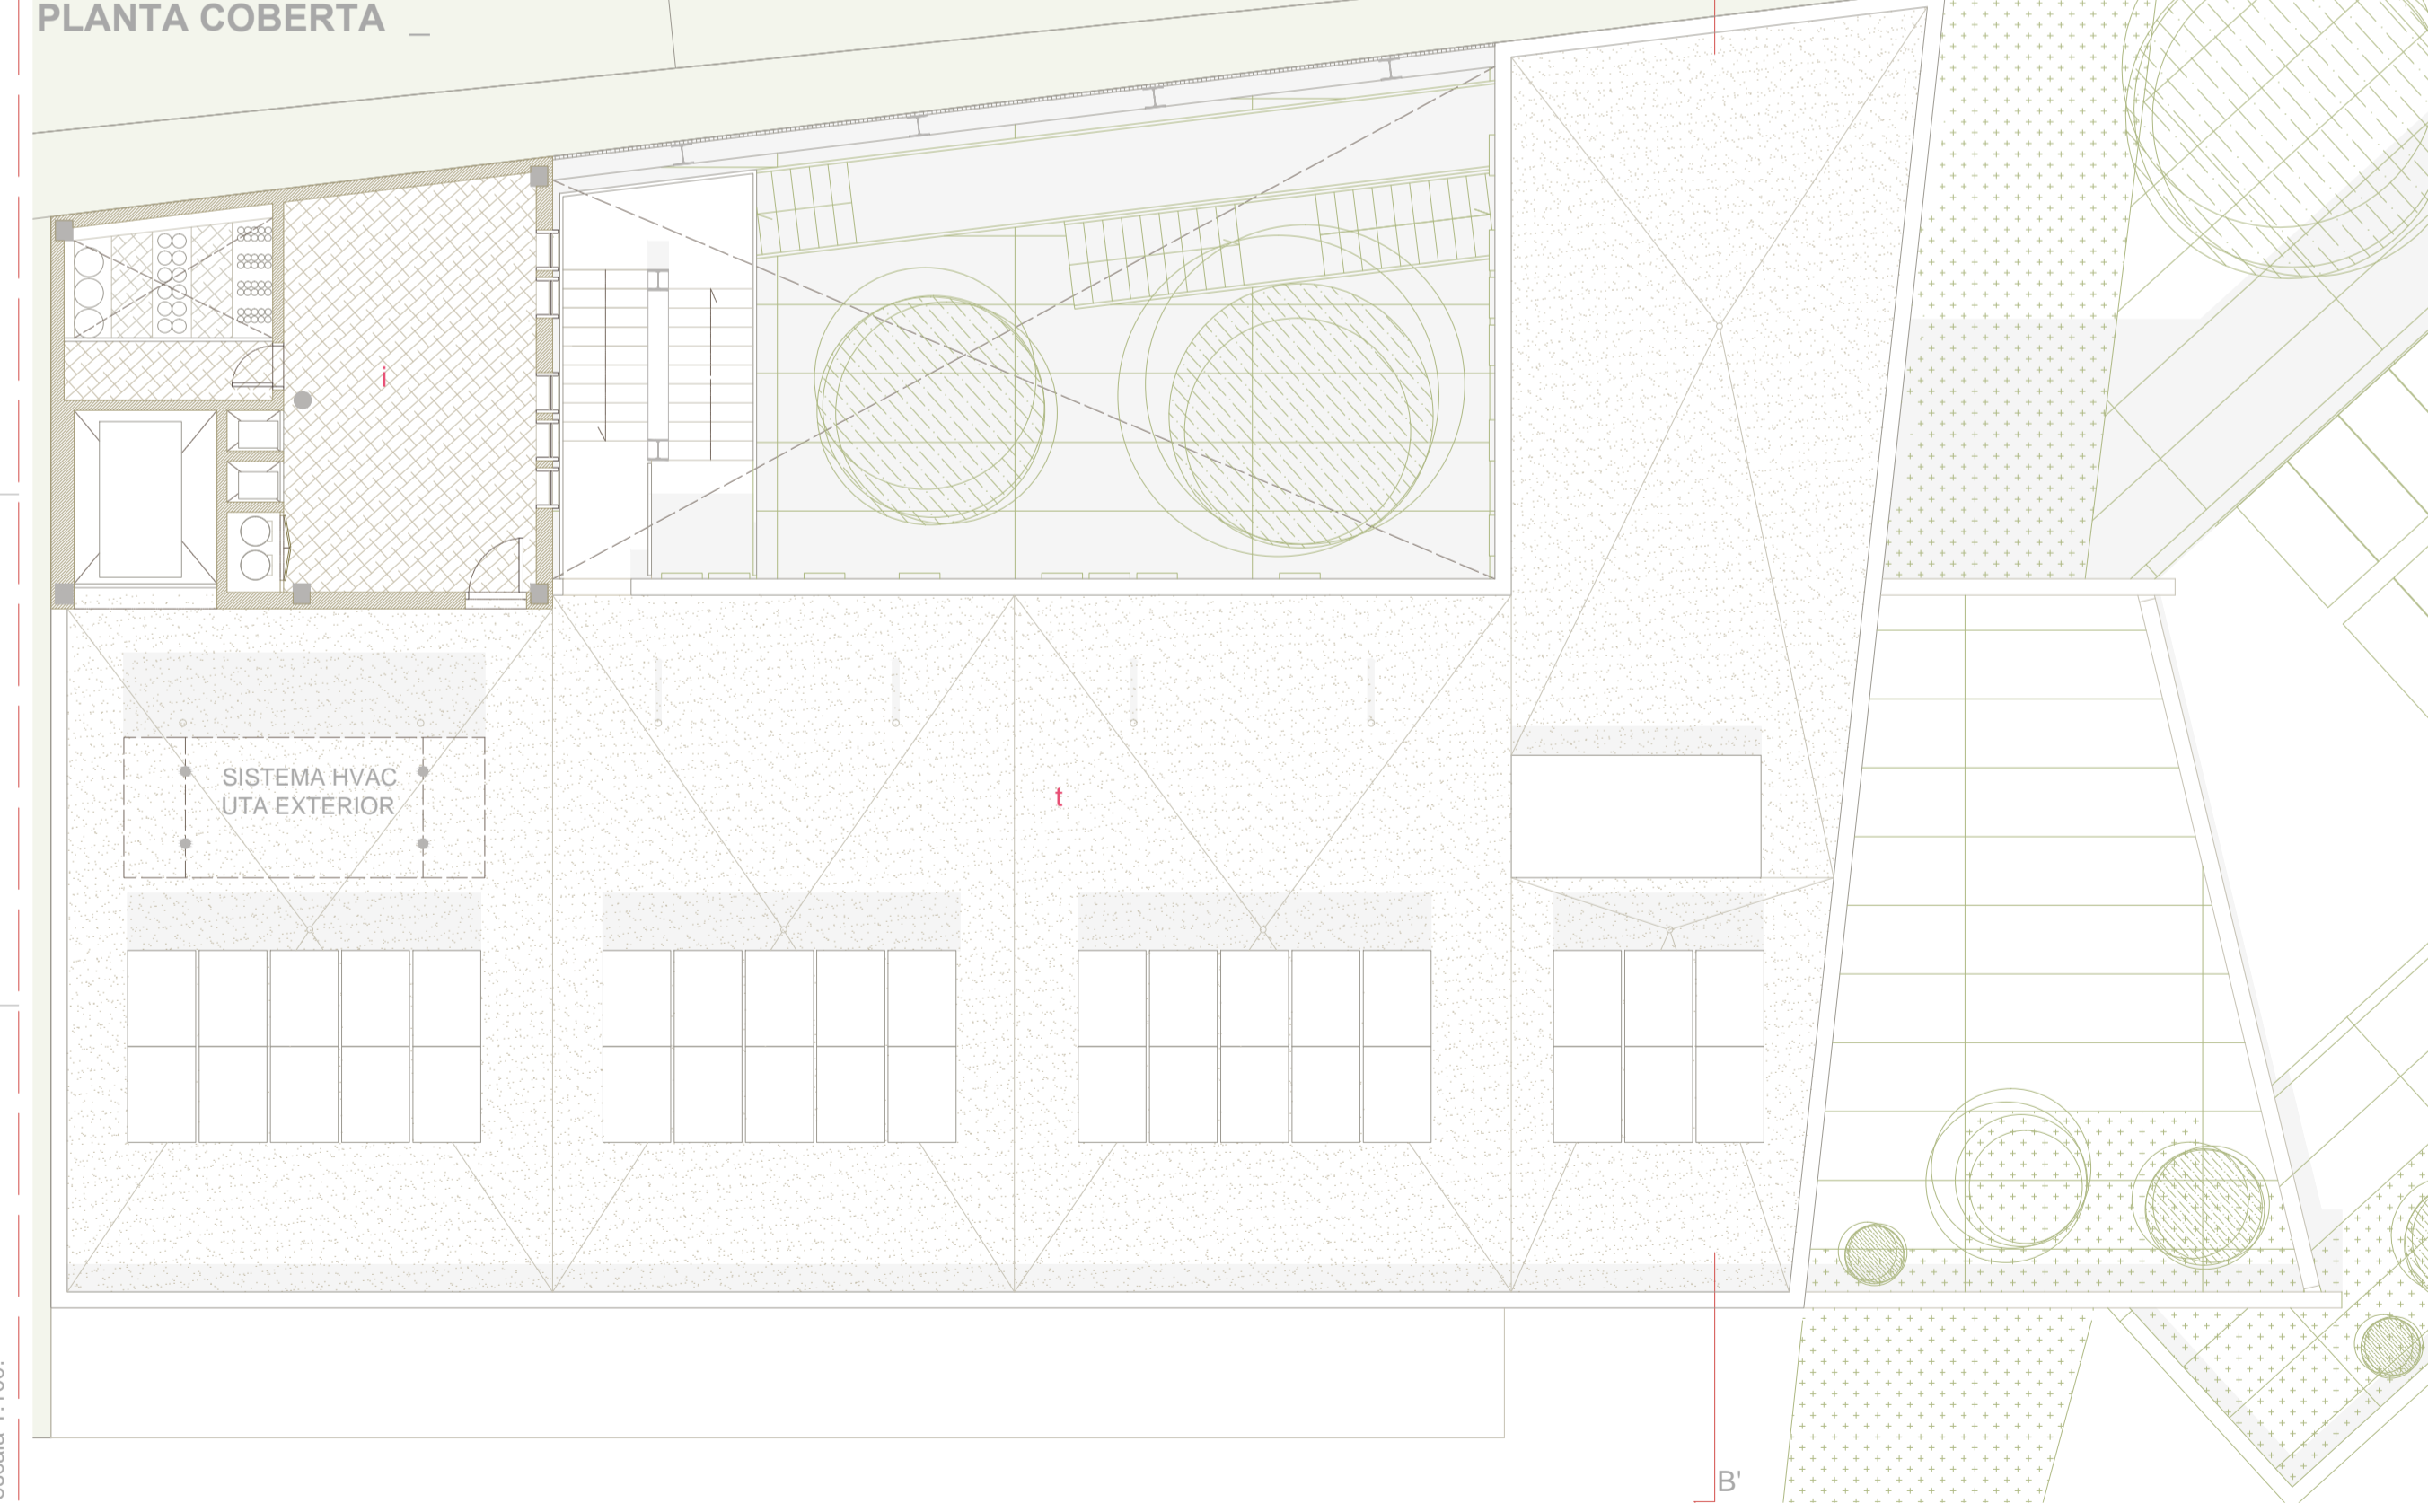 PLANTA COBERTA _
i
SISTEMA HVAC
UTA EXTERIOR
t
B'